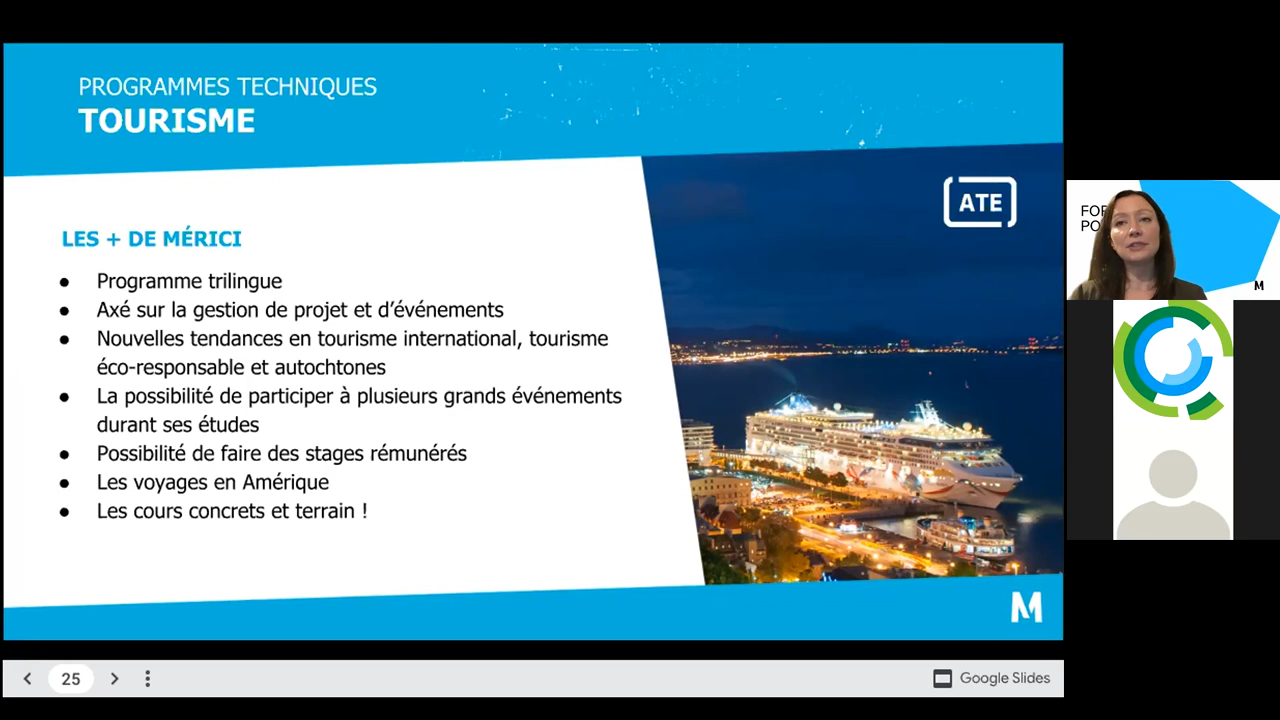 PROGRAMMES TECHNIQUES
TOURISME
ATE
LES + DE MÉRICI
● Programme trilingue
● Axé sur la gestion de projet et d’événements
● Nouvelles tendances en tourisme international, tourisme
éco-responsable et autochtones
● La possibilité de participer à plusieurs grands événements
durant ses études
● Possibilité de faire des stages rémunérés
● Les voyages en Amérique
● Les cours concrets et terrain !
M
25
Google Slides
M